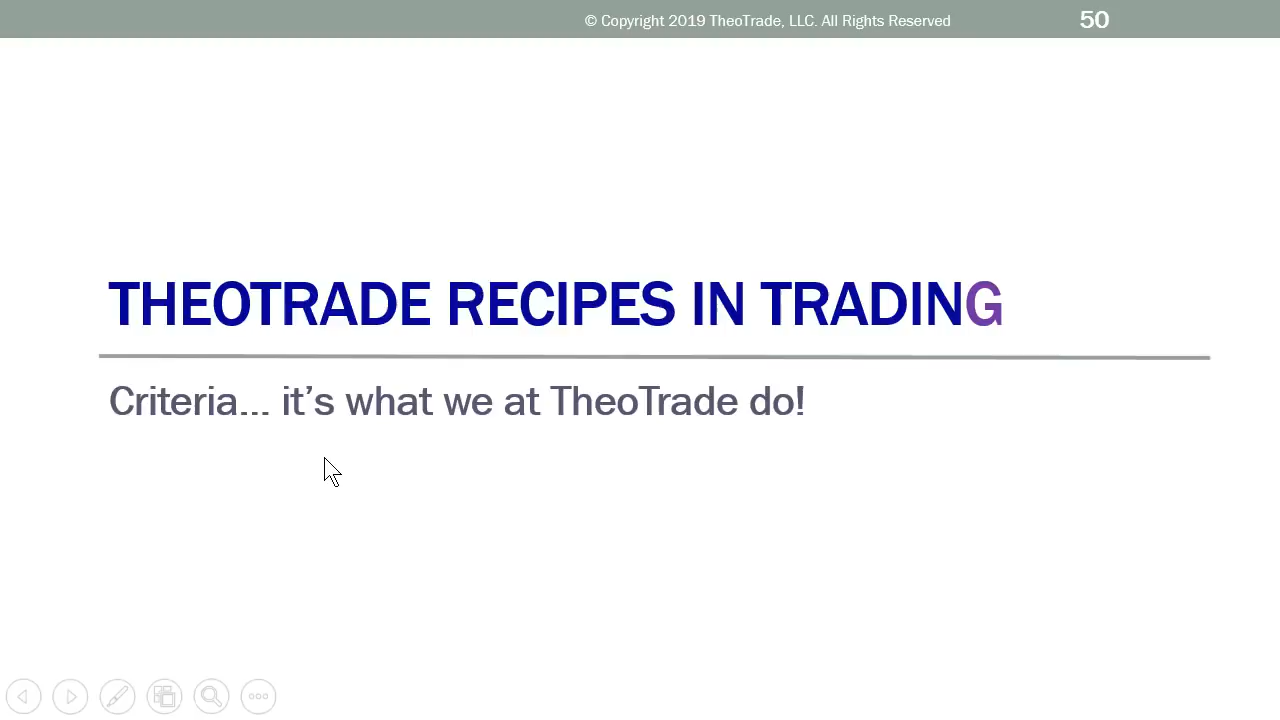 © Copyright 2019 TheoTrade, LLC. All Rights Reserved 50
THEOTRADE RECIPES IN TRADING
Criteria... it's what we at TheoTrade do!